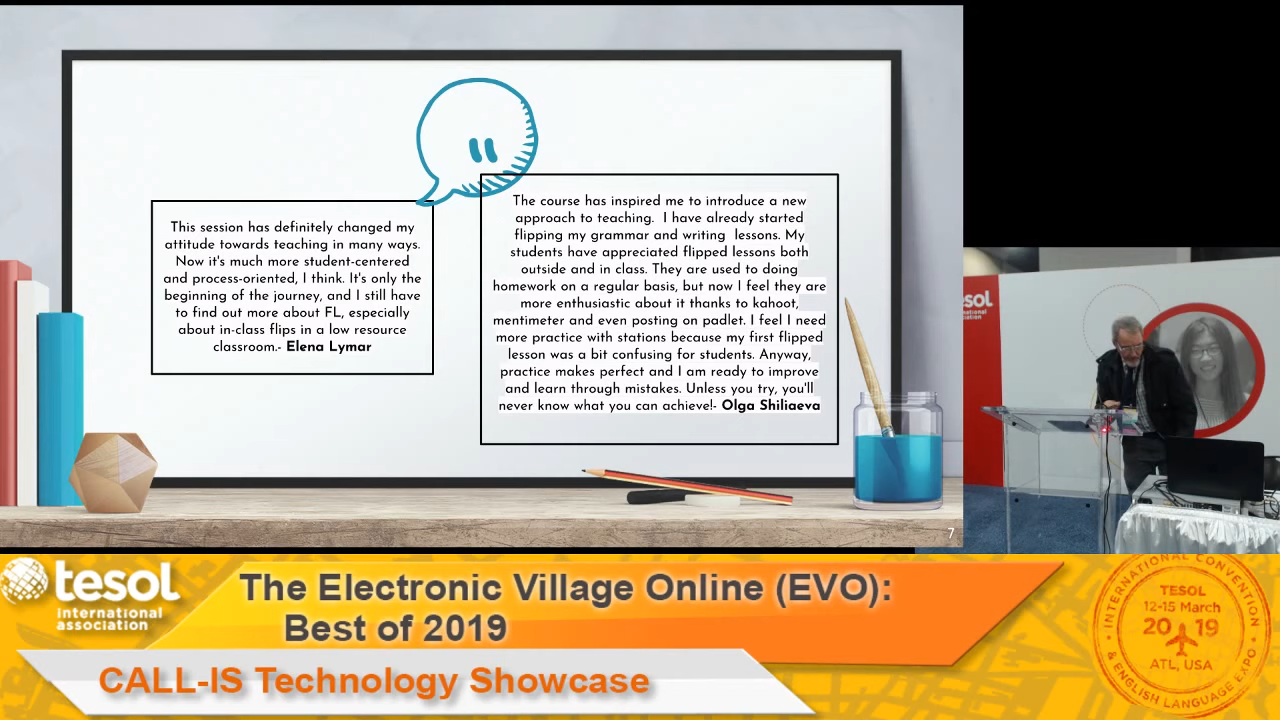 "
This session has definitely changed my
attitude towards teaching in many ways.
Now it's much more student-centered
and process-oriented, I think. It's only the
beginning of the journey, and I still have
to find out more about FL, especially
about in-class flips in a low resource
classroom.- Elena Lymar
The course has inspired me to introduce a new
approach to teaching. I have already started
flipping my grammar and writing lessons. My
students have appreciated flipped lessons both
outside and in class. They are used to doing
homework on a regular basis, but now I feel they are
more enthusiastic about it thanks to kahoot,
mentimeter and even posting on padlet. I feel I need
more practice with stations because my first flipped
lesson was a bit confusing for students. Anyway,
practice makes perfect and I am ready to improve
and learn through mistakes. Unless you try, you'll
never know what you can achieve!- Olga Shiliaeva
7
tesol
international
association
The Electronic Village Online (EVO):
Best of 2019
CALL-IS Technology Showcase
INTERNATIONAL CONVENTION
TESOL
12-15 March
20 19
ATL, USA
& ENGLISH LANGUAGE EXPO